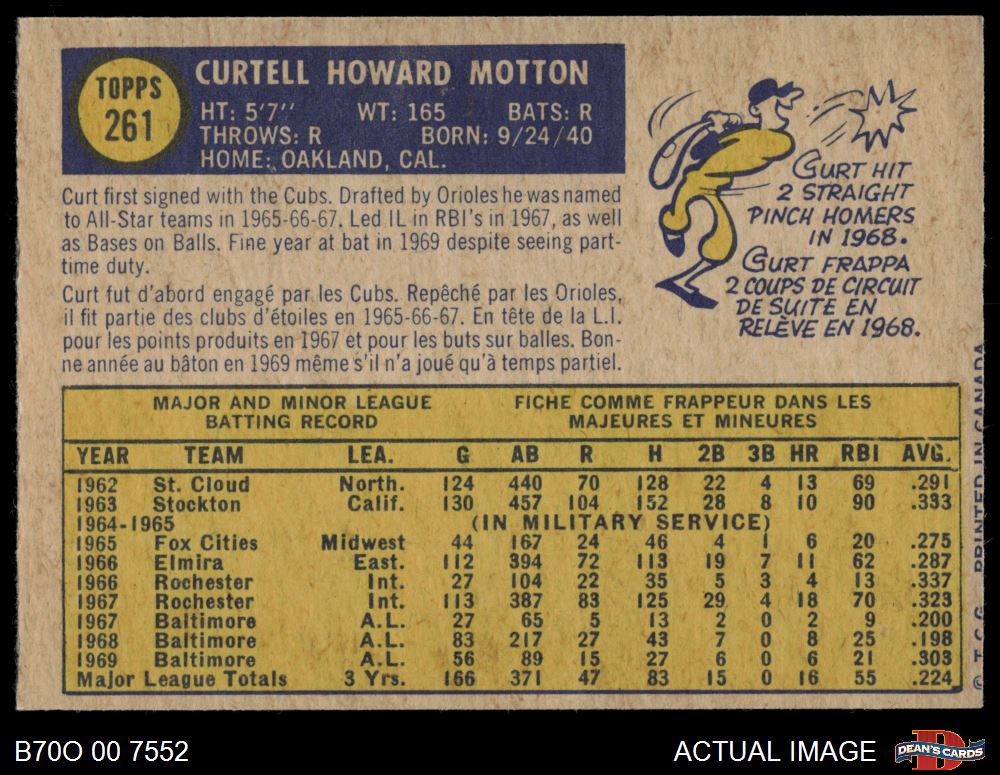 TOPPS
261
CURTELL HOWARD MOTTON
HT: 5'7" WT: 165 BATS: R
THROWS: R BORN: 9/24/40
HOME: OAKLAND, CAL.
Curt first signed with the Cubs. Drafted by Orioles he was named
to All-Star teams in 1965-66-67. Led IL in RBI's in 1967, as well
as Bases on Balls. Fine year at bat in 1969 despite seeing part-
time duty.
Curt fut d'abord engagé par les Cubs. Repêché par les Orioles,
il fit partie des clubs d'étoiles en 1965-66-67. En tête de la L.I.
pour les points produits en 1967 et pour les buts sur balles. Bon-
ne année au bâton en 1969 même s'il n'a joué qu'à temps partiel.
CURT HIT
2 STRAIGHT
PINCH HOMERS
IN 1968.
CURT FRAPPA
2 COUPS DE CIRCUIT
DE SUITE EN
RELÈVE EN 1968.
MAJOR AND MINOR LEAGUE
BATTING RECORD
FICHE COMME FRAPPEUR DANS LES
MAJEURES ET MINEURES
YEAR TEAM LEA. G AB R H 2B 3B HR RBI AVG.
1962 St. Cloud North. 124 440 70 128 22 4 13 69 .291
1963 Stockton Calif. 130 457 104 152 28 8 10 90 .333
1964-1965 (IN MILITARY SERVICE)
1965 Fox Cities Midwest 44 167 24 46 4 1 6 20 .275
1966 Elmira East. 112 394 72 113 19 7 11 62 .287
1966 Rochester Int. 27 104 22 35 5 3 4 13 .337
1967 Rochester Int. 113 387 83 125 29 4 18 70 .323
1967 Baltimore A.L. 27 65 5 13 2 0 2 9 .200
1968 Baltimore A.L. 83 217 27 43 7 0 8 25 .198
1969 Baltimore A.L. 56 89 15 27 6 0 6 21 .303
Major League Totals 3 Yrs. 166 371 47 83 15 0 16 55 .224
© T.C.G. PRINTED IN CANADA
B70O 00 7552
ACTUAL IMAGE
DEAN'S CARDS